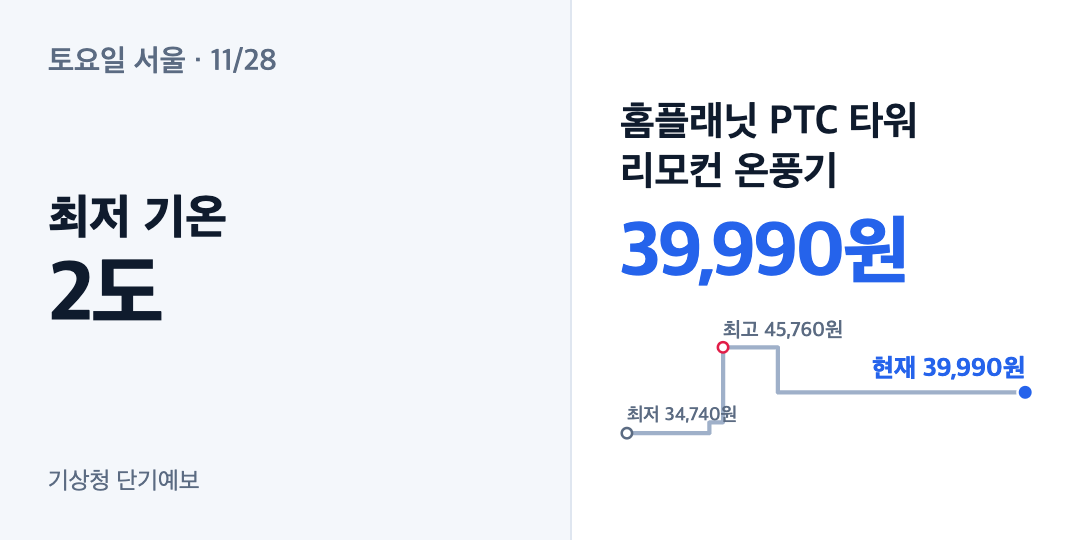 토요일 서울 · 11/28
최저 기온
2도
기상청 단기예보
홈플래닛 PTC 타워
리모컨 온풍기
39,990원
최고 45,760원
현재 39,990원
최저 34,740원